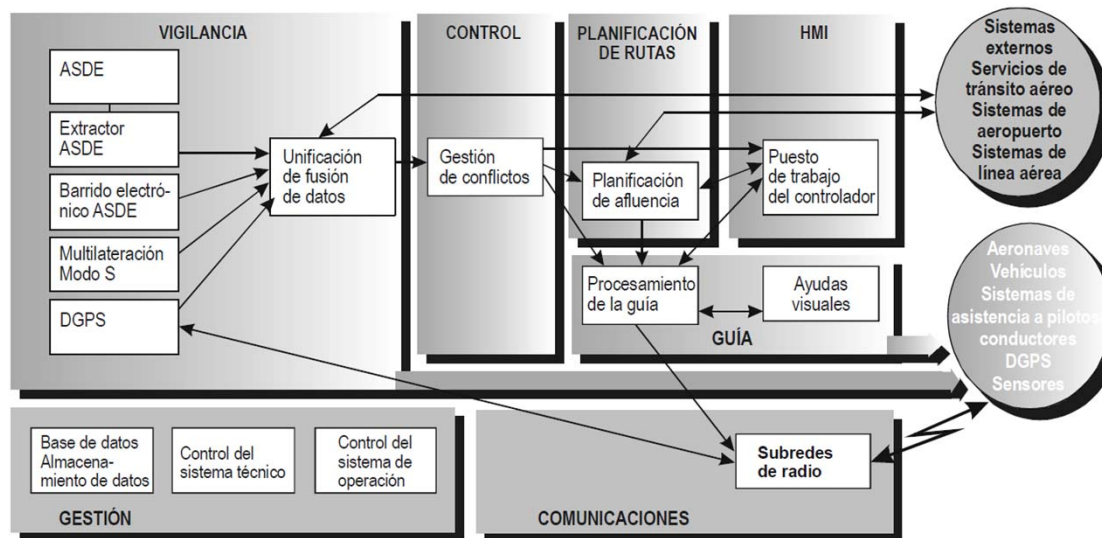 VIGILANCIA
ASDE
Extractor
ASDE
Barrido electró-
nico ASDE
Multilateración
Modo S
DGPS
Unificación
de fusión
de datos
CONTROL
Gestión
de conflictos
PLANIFICACIÓN
DE RUTAS
Planificación
de afluencia
HMI
Puesto
de trabajo
del controlador
Procesamiento
de la guía
Ayudas
visuales
GUÍA
Sistemas
externos
Servicios de
tránsito aéreo
Sistemas de
aeropuerto
Sistemas de
línea aérea
Aeronaves
Vehiculos
Sistemas de
asistencia a pilotos/
conductores
DGPS
Sensores
Base de datos
Almacena-
miento de datos
Control del
sistema técnico
Control del
sistema de
operación
GESTIÓN
Subredes
de radio
COMUNICACIONES